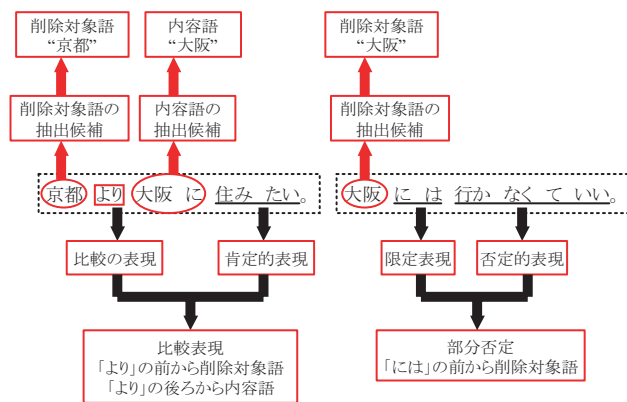 削除対象語
“京都”
内容語
“大阪”
削除対象語
“大阪”
削除対象語の
抽出候補
内容語の
抽出候補
削除対象語の
抽出候補
京都 より 大阪 に 住み たい。
大阪 に は 行か なく て いい。
比較の表現
肯定的表現
限定表現
否定的表現
比較表現
「より」の前から削除対象語
「より」の後ろから内容語
部分否定
「には」の前から削除対象語